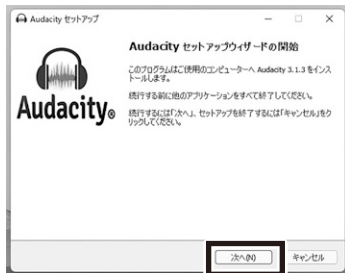 Audacity セットアップ
Audacity セットアップウィザードの開始
このプログラムはご使用のコンピューターへ Audacity 3.1.3 をインス
トールします。
続行する前に他のアプリケーションをすべて終了してください。
続行するには「次へ」、セットアップを終了するには「キャンセル」をク
リックしてください。
Audacity®
次へ(N)
キャンセル